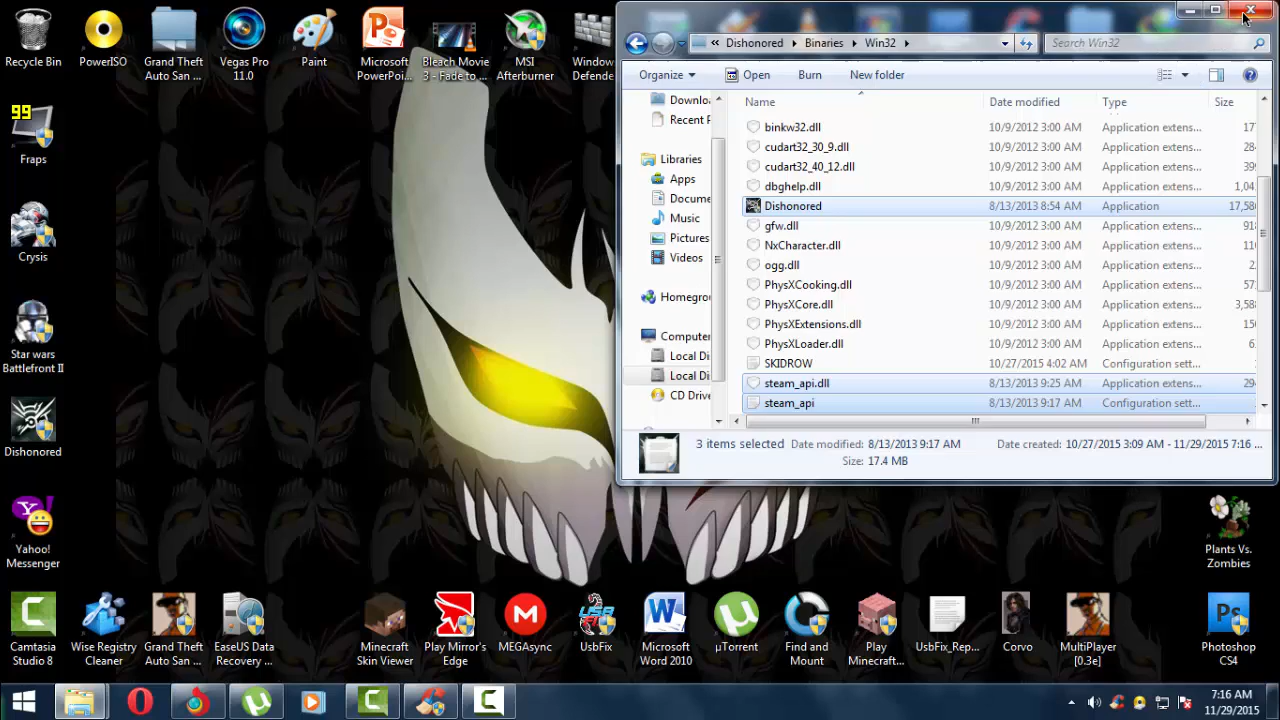 Recycle Bin
PowerISO
Grand Theft
Auto San ...
Vegas Pro
11.0
Paint
Microsoft
PowerPoi...
Bleach Movie
3 - Fade to ...
MSI
Afterburner
Window
Defende
99
Fraps
Crysis
Star wars
Battlefront II
Dishonored
Yahoo!
Messenger
Dishonored
Binaries
Win32
Search Win32
Organize
Open
Burn
New folder
Name
Date modified
Type
Size
Downloa
Recent P
Libraries
Apps
Docume
Music
Pictures
Videos
Homegrou
Computer
Local Di
Local Di
CD Drive
binkw32.dll 10/9/2012 3:00 AM Application extens... 17
cudart32_30_9.dll 10/9/2012 3:00 AM Application extens... 284
cudart32_40_12.dll 10/9/2012 3:00 AM Application extens... 399
dbghelp.dll 10/9/2012 3:00 AM Application extens... 1,04
Dishonored 8/13/2013 8:54 AM Application 17,586
gfw.dll 10/9/2012 3:00 AM Application extens... 918
NxCharacter.dll 10/9/2012 3:00 AM Application extens... 110
ogg.dll 10/9/2012 3:00 AM Application extens... 2
PhysXCooking.dll 10/9/2012 3:00 AM Application extens... 57
PhysXCore.dll 10/9/2012 3:00 AM Application extens... 3,588
PhysXExtensions.dll 10/9/2012 3:00 AM Application extens... 150
PhysXLoader.dll 10/9/2012 3:00 AM Application extens... 6
SKIDROW 10/27/2015 4:02 AM Configuration sett...
steam_api.dll 8/13/2013 9:25 AM Application extens... 294
steam_api 8/13/2013 9:17 AM Configuration sett...
3 items selected Date modified: 8/13/2013 9:17 AM Date created: 10/27/2015 3:09 AM - 11/29/2015 7:16 ...
Size: 17.4 MB
Plants Vs.
Zombies
Camtasia
Studio 8
Wise Registry
Cleaner
Grand Theft
Auto San ...
EaseUS Data
Recovery ...
Minecraft
Skin Viewer
Play Mirror's
Edge
MEGAsync
UsbFix
Microsoft
Word 2010
µTorrent
Find and
Mount
Play
Minecraft...
UsbFix_Rep...
Corvo
MultiPlayer
[0.3e]
Photoshop
CS4
7:16 AM
11/29/2015